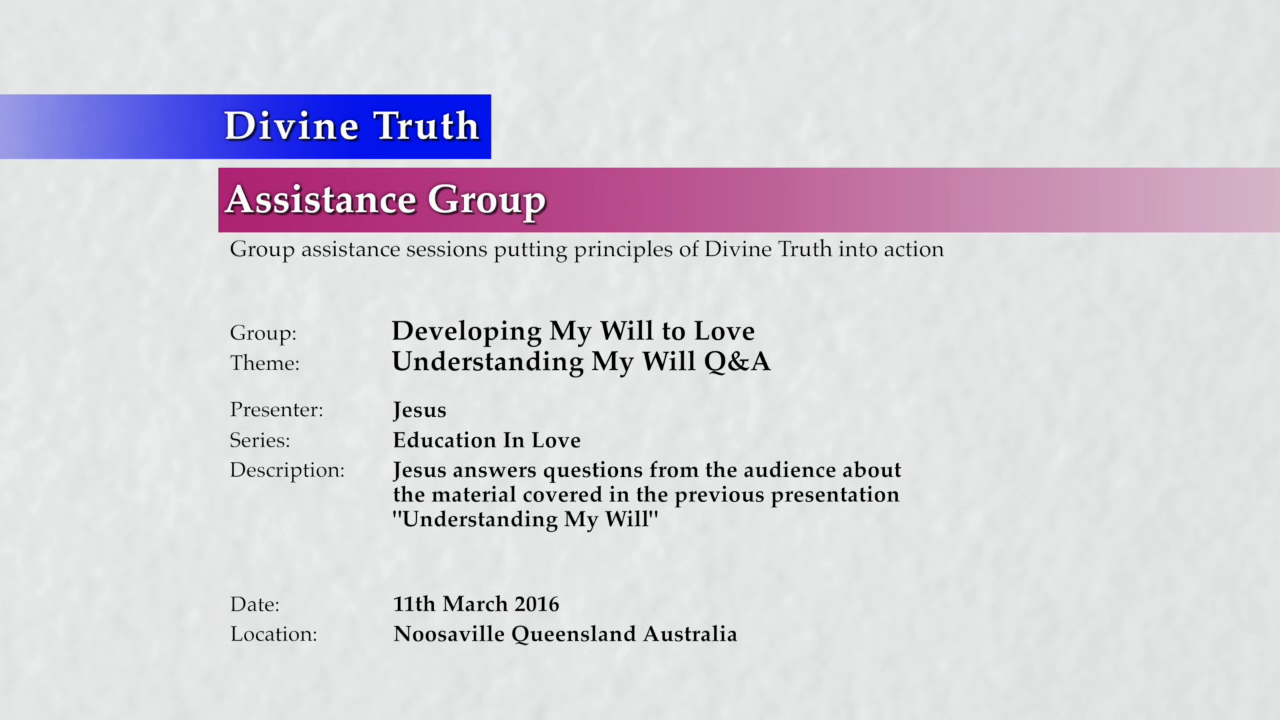 Divine Truth
Assistance Group
Group assistance sessions putting principles of Divine Truth into action
Group: Developing My Will to Love
Theme: Understanding My Will Q&A
Presenter: Jesus
Series: Education In Love
Description: Jesus answers questions from the audience about
the material covered in the previous presentation
"Understanding My Will"
Date: 11th March 2016
Location: Noosaville Queensland Australia